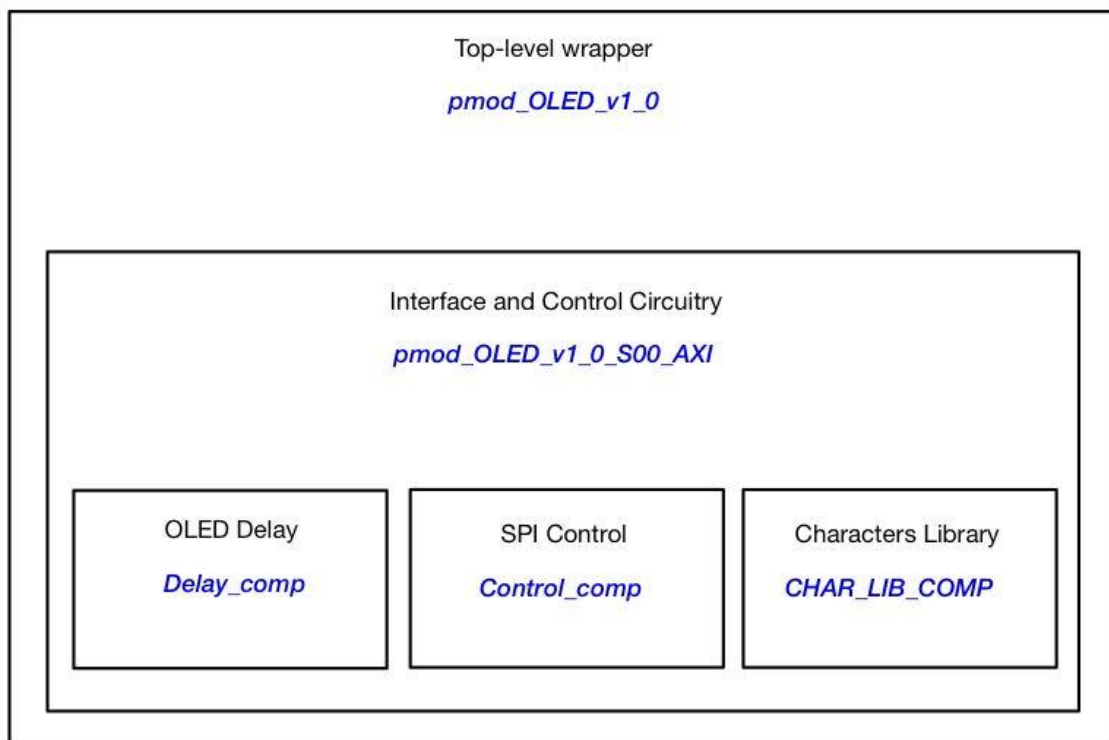 Top-level wrapper
pmod_OLED_v1_0
Interface and Control Circuitry
pmod_OLED_v1_0_S00_AXI
OLED Delay
Delay_comp
SPI Control
Control_comp
Characters Library
CHAR_LIB_COMP